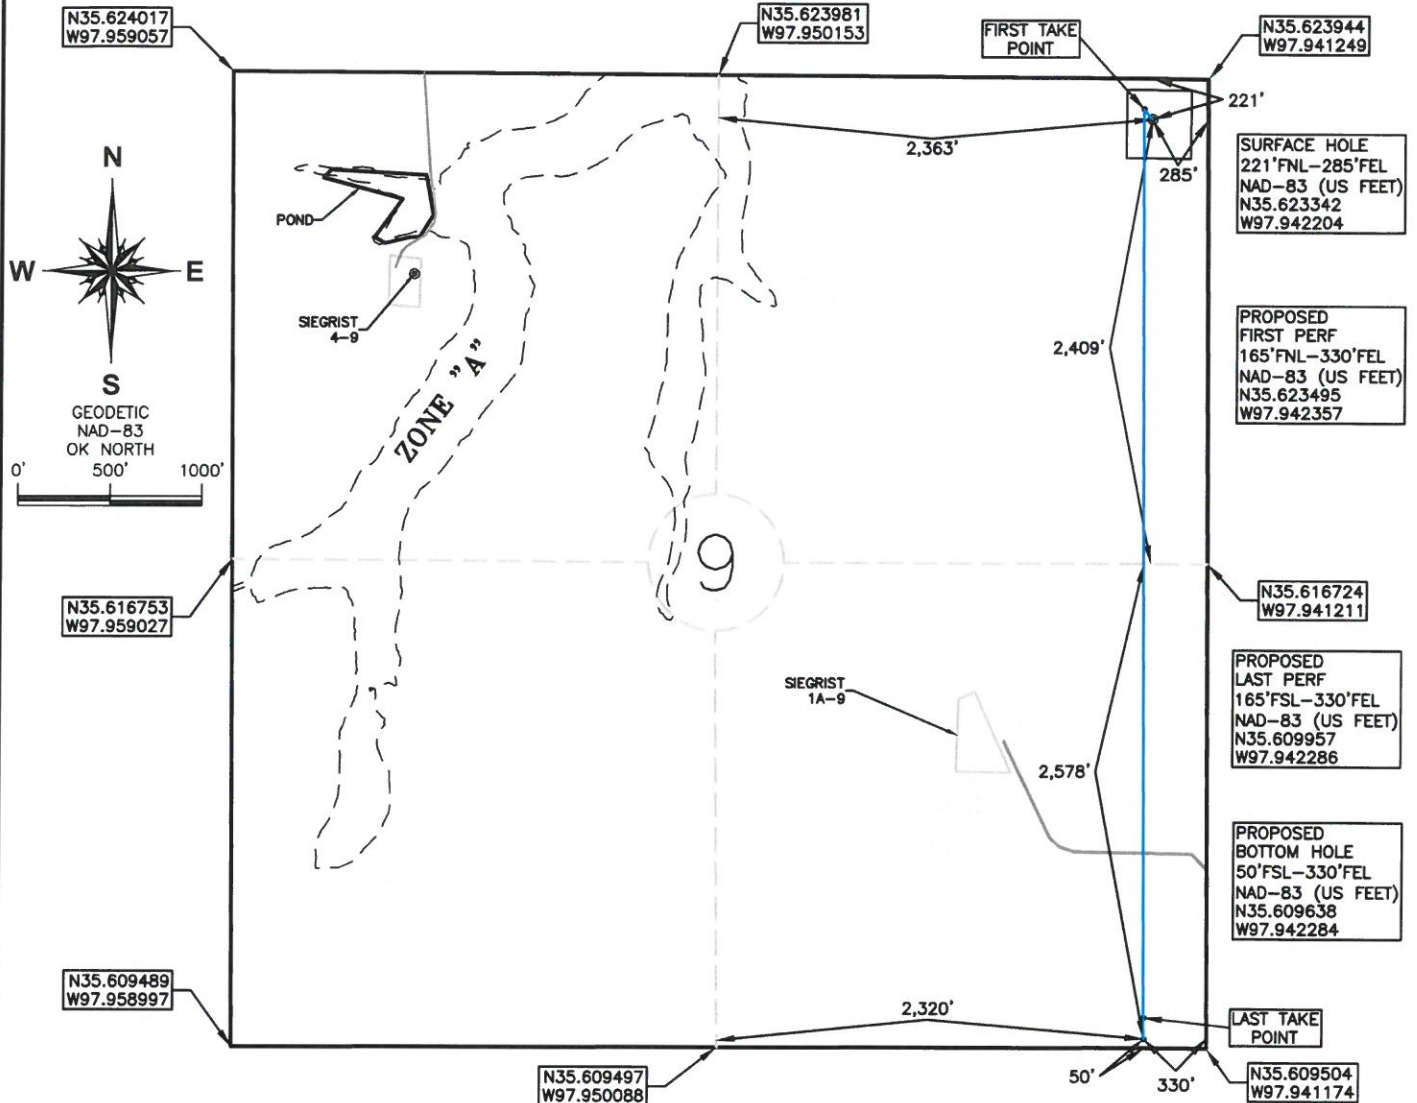 N35.624017
W97.959057
N35.623981
W97.950153
FIRST TAKE
POINT
N35.623944
W97.941249
221'
2,363'
285'
SURFACE HOLE
221'FNL-285'FEL
NAD-83 (US FEET)
N35.623342
W97.942204
N
W
E
S
GEODETIC
NAD-83
OK NORTH
0'
500'
1000'
POND
SIEGRIST
4-9
ZONE "A"
PROPOSED
FIRST PERF
165'FNL-330'FEL
NAD-83 (US FEET)
N35.623495
W97.942357
2,409'
9
N35.616753
W97.959027
N35.616724
W97.941211
SIEGRIST
1A-9
2,578'
PROPOSED
LAST PERF
165'FSL-330'FEL
NAD-83 (US FEET)
N35.609957
W97.942286
PROPOSED
BOTTOM HOLE
50'FSL-330'FEL
NAD-83 (US FEET)
N35.609638
W97.942284
N35.609489
W97.958997
2,320'
LAST TAKE
POINT
50'
330'
N35.609497
W97.950088
N35.609504
W97.941174